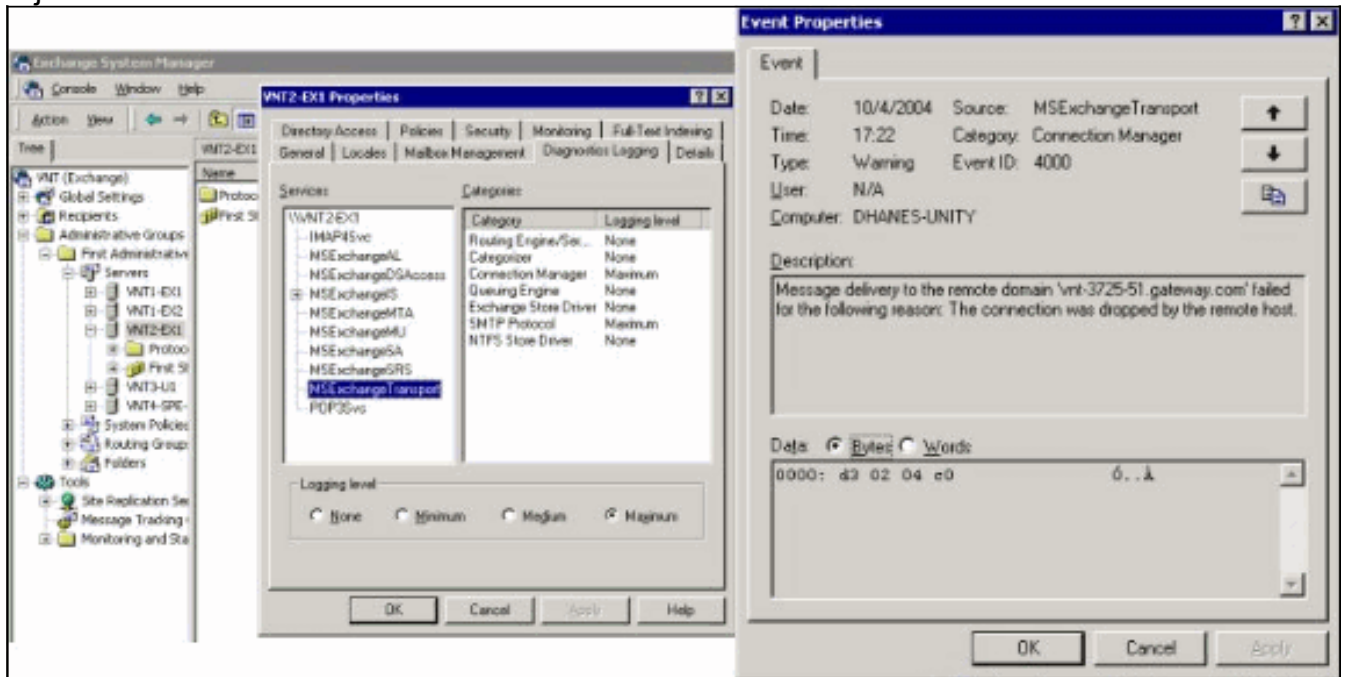 Exchange System Manager
Console Window Help
Action View
Tree
VNT2-EX1
VNT (Exchange)
Global Settings
Recipients
Administrative Groups
First Administrative
Servers
VNT1-EX1
VNT1-EX2
VNT2-EX1
Protoc
First St
VNT3-U1
VNT4-SPE-
System Policies
Routing Group
Folders
Tools
Site Replication Se
Message Tracking
Monitoring and Sta
Name
Protoc
First St
VNT2-EX1 Properties
Directory Access Policies Security Monitoring Full-Text Indexing
General Locales Mailbox Management Diagnostics Logging Details
Services:
\\VNT2-EX1
IMAP4Svc
MSExchangeAL
MSExchangeDSAccess
MSExchangeIS
MSExchangeMTA
MSExchangeMU
MSExchangeSA
MSExchangeSRS
MSExchangeTransport
POP3Svc
Categories:
Category Logging level
Routing Engine/Ser... None
Categorizer None
Connection Manager Maximum
Queuing Engine None
Exchange Store Driver None
SMTP Protocol Maximum
NTFS Store Driver None
Logging level
None Minimum Medium Maximum
OK Cancel Apply Help
Event Properties
Event
Date: 10/4/2004 Source: MSExchangeTransport
Time: 17:22 Category: Connection Manager
Type: Warning Event ID: 4000
User: N/A
Computer: DHANES-UNITY
Description:
Message delivery to the remote domain 'vnt-3725-51.gateway.com' failed
for the following reason: The connection was dropped by the remote host.
Data: Bytes Words
0000: d3 02 04 c0 Ó..À
OK Cancel Apply